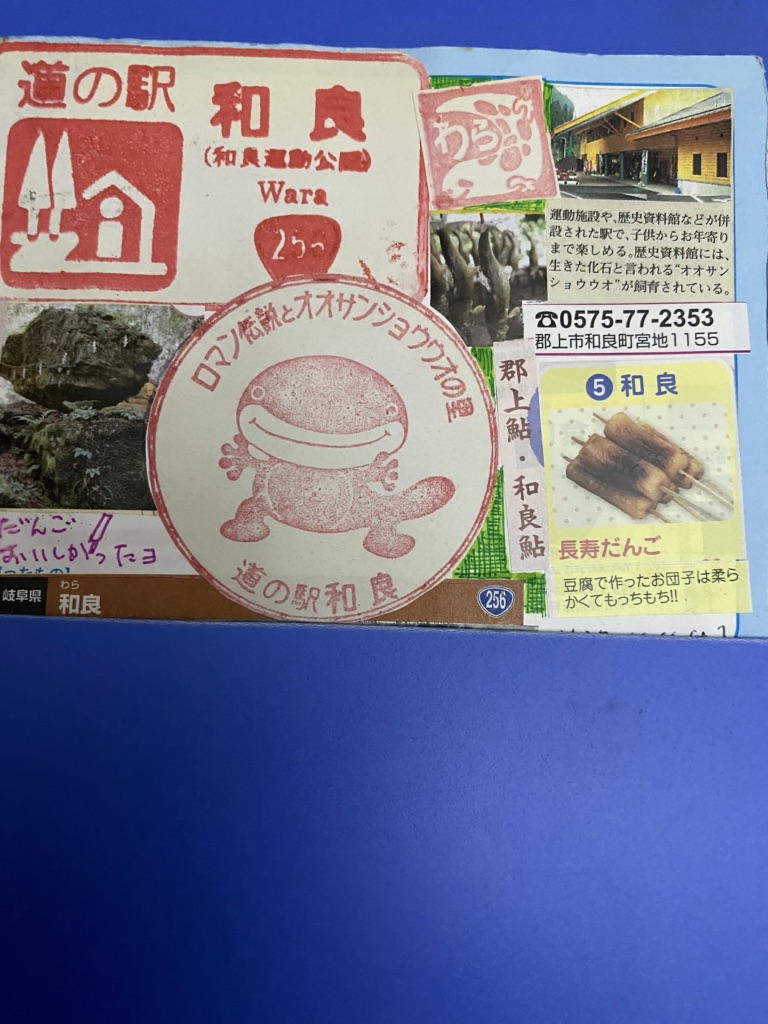 道の駅
和良
(和良運動公園)
Wara
256
わら
運動施設や、歴史資料館などが併
設された駅で、子供からお年寄り
まで楽しめる。歴史資料館には、
生きた化石と言われる“オオサン
ショウウオ”が飼育されている。
☎0575-77-2353
郡上市和良町宮地1155
ロマン伝説とオオサンショウウオの里
道の駅 和良
郡上鮎・和良鮎
5 和良
長寿だんご
豆腐で作ったお団子は柔ら
かくてもっちもち!!
だんご
おいしかったヨ
岐阜県
わら
和良
256